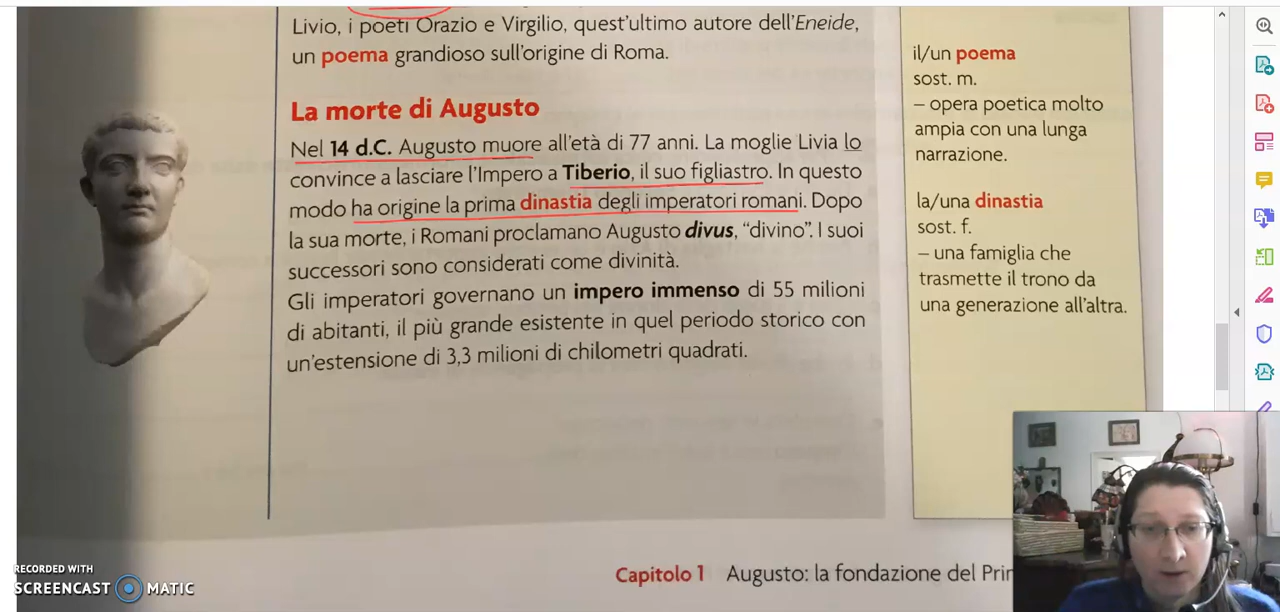 Livio, i poeti Orazio e Virgilio, quest'ultimo autore dell'Eneide,
un poema grandioso sull'origine di Roma.
La morte di Augusto
Nel 14 d.C. Augusto muore all'età di 77 anni. La moglie Livia lo
convince a lasciare l'Impero a Tiberio, il suo figliastro. In questo
modo ha origine la prima dinastia degli imperatori romani. Dopo
la sua morte, i Romani proclamano Augusto divus, "divino". I suoi
successori sono considerati come divinità.
Gli imperatori governano un impero immenso di 55 milioni
di abitanti, il più grande esistente in quel periodo storico con
un'estensione di 3,3 milioni di chilometri quadrati.
il/un poema
sost. m.
– opera poetica molto
ampia con una lunga
narrazione.
la/una dinastia
sost. f.
– una famiglia che
trasmette il trono da
una generazione all'altra.
Capitolo 1 Augusto: la fondazione del Prin
RECORDED WITH
SCREENCAST MATIC